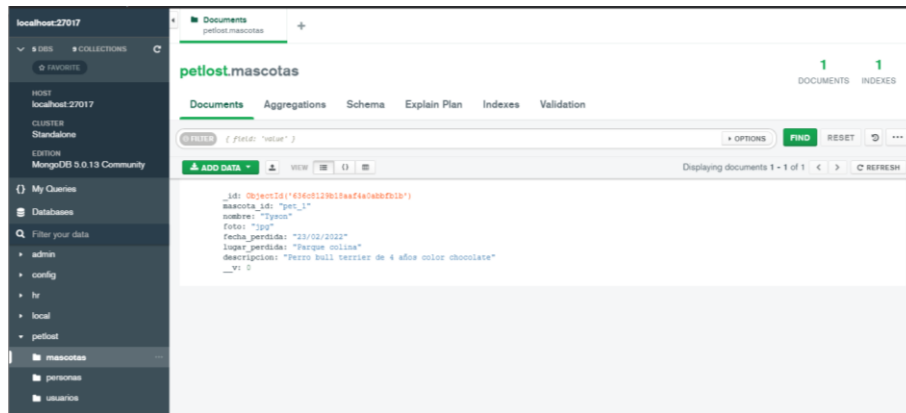 localhost:27017
5 DBS 9 COLLECTIONS
FAVORITE
HOST
localhost:27017
CLUSTER
Standalone
EDITION
MongoDB 5.0.13 Community
{} My Queries
Databases
Filter your data
admin
config
hr
local
petlost
mascotas
personas
usuarios
Documents
petlost.mascotas
+
petlost.mascotas
1 DOCUMENTS
1 INDEXES
Documents Aggregations Schema Explain Plan Indexes Validation
FILTER { field: 'value' }
OPTIONS FIND RESET ...
ADD DATA VIEW {}
Displaying documents 1 - 1 of 1 < > REFRESH
mascota_id: "pet_1"
nombre: "Tyson"
foto: "jpg"
fecha_perdida: "23/02/2022"
lugar_perdida: "Parque colina"
descripcion: "Perro bull terrier de 4 años color chocolate"
__v: 0